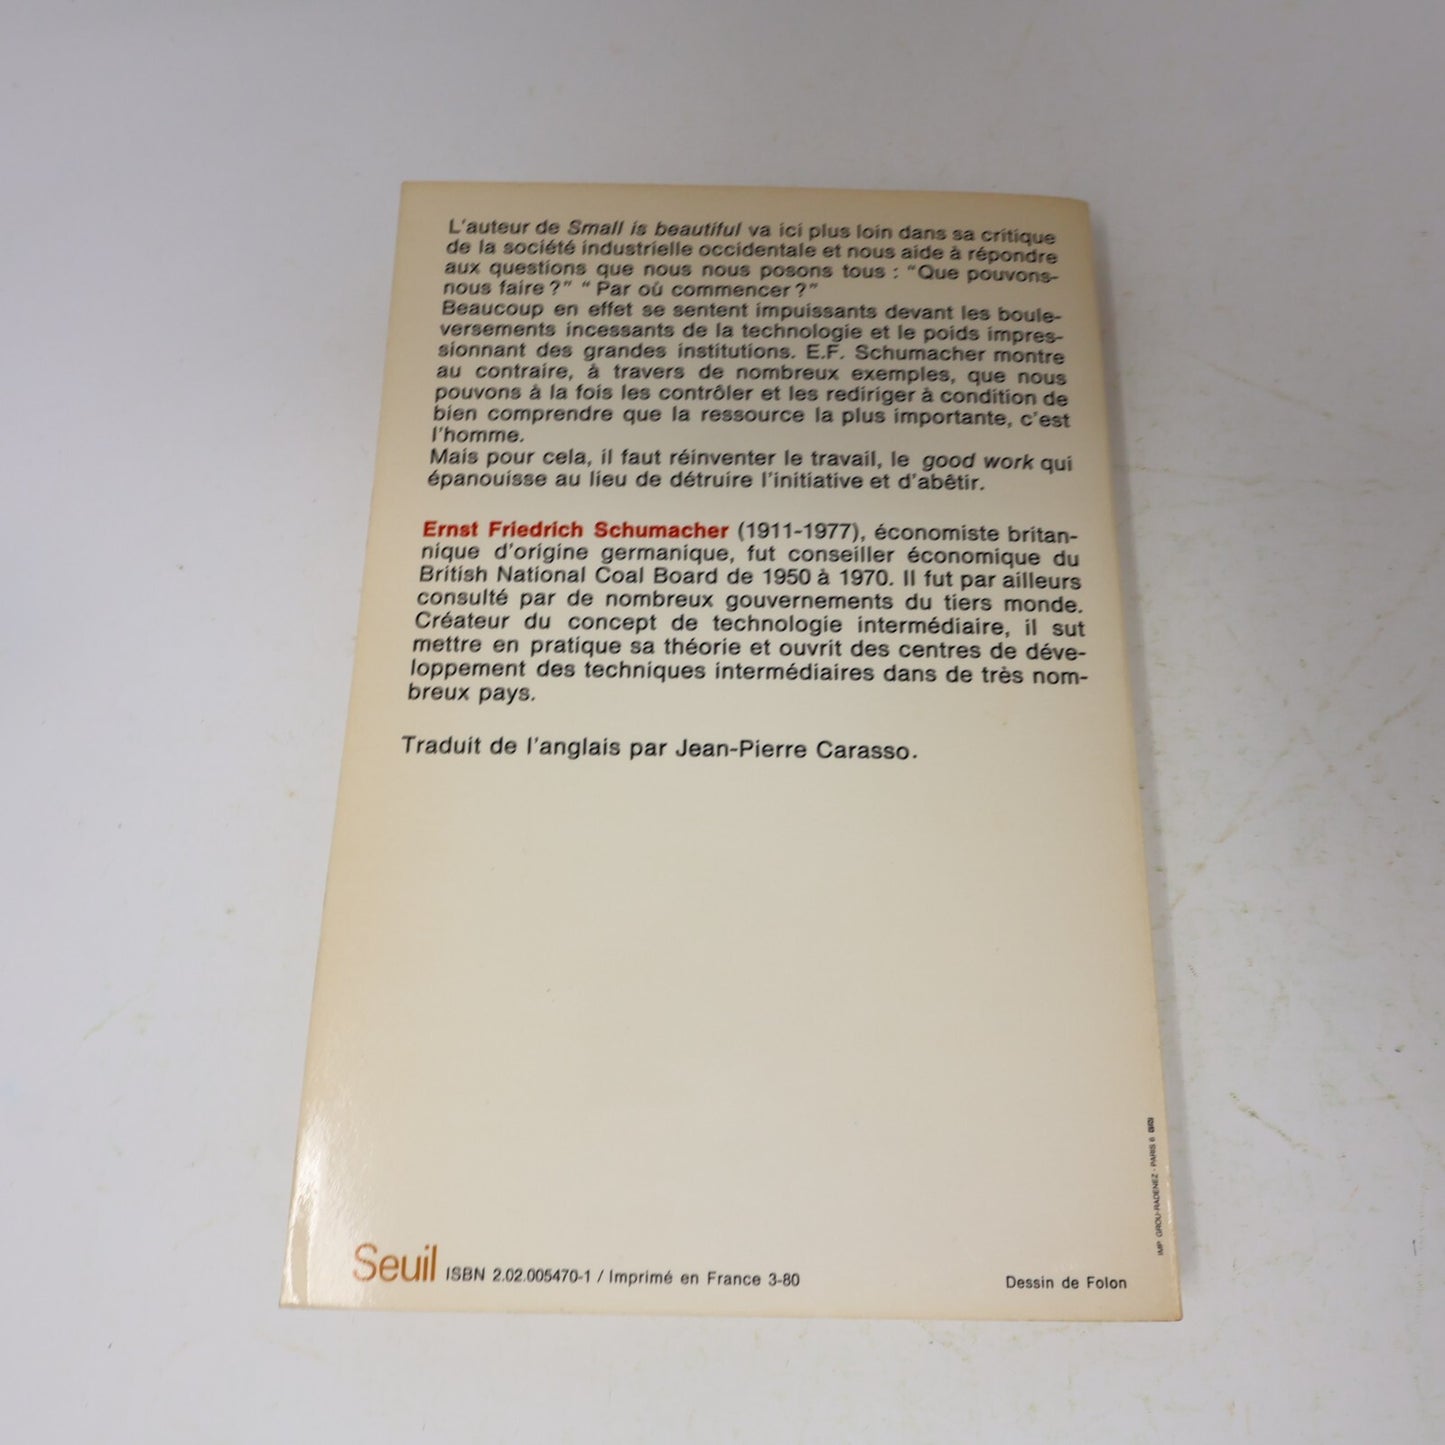 L'auteur de Small is beautiful va ici plus loin dans sa critique
de la société industrielle occidentale et nous aide à répondre
aux questions que nous nous posons tous : "Que pouvons-
nous faire ?" " Par où commencer ?"
Beaucoup en effet se sentent impuissants devant les boule-
versements incessants de la technologie et le poids impres-
sionnant des grandes institutions. E.F. Schumacher montre
au contraire, à travers de nombreux exemples, que nous
pouvons à la fois les contrôler et les rediriger à condition de
bien comprendre que la ressource la plus importante, c'est
l'homme.
Mais pour cela, il faut réinventer le travail, le good work qui
épanouisse au lieu de détruire l'initiative et d'abêtir.
Ernst Friedrich Schumacher (1911-1977), économiste britan-
nique d'origine germanique, fut conseiller économique du
British National Coal Board de 1950 à 1970. Il fut par ailleurs
consulté par de nombreux gouvernements du tiers monde.
Créateur du concept de technologie intermédiaire, il sut
mettre en pratique sa théorie et ouvrit des centres de déve-
loppement des techniques intermédiaires dans de très nom-
breux pays.
Traduit de l'anglais par Jean-Pierre Carasso.
Seuil ISBN 2.02.005470-1 / Imprimé en France 3-80
Dessin de Folon
IMP. GROU-RADENEZ - PARIS 6